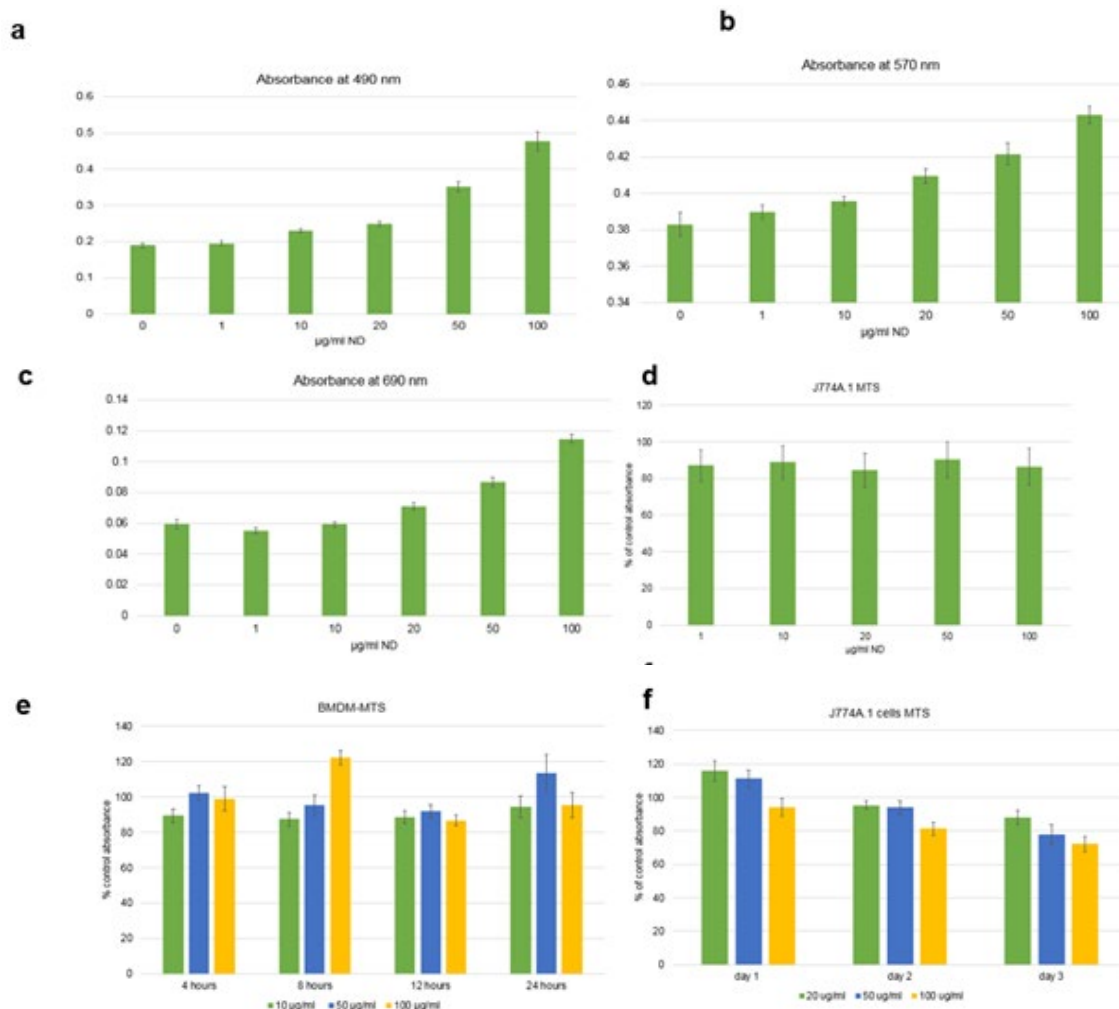 a
Absorbance at 490 nm
0.6
0.5
0.4
0.3
0.2
0.1
0
0 1 10 20 50 100
µg/ml ND
b
Absorbance at 570 nm
0.46
0.44
0.42
0.4
0.38
0.36
0.34
0 1 10 20 50 100
µg/ml ND
c
Absorbance at 690 nm
0.14
0.12
0.1
0.08
0.06
0.04
0.02
0
0 1 10 20 50 100
µg/ml ND
d
J774A.1 MTS
% of control absorbance
120
100
80
60
40
20
0
1 10 20 50 100
µg/ml ND
e
BMDM-MTS
% control absorbance
140
120
100
80
60
40
20
0
4 hours 8 hours 12 hours 24 hours
10 µg/ml 50 µg/ml 100 µg/ml
f
J774A.1 cells MTS
% of control absorbance
140
120
100
80
60
40
20
0
day 1 day 2 day 3
20 ug/ml 50 ug/ml 100 ug/ml